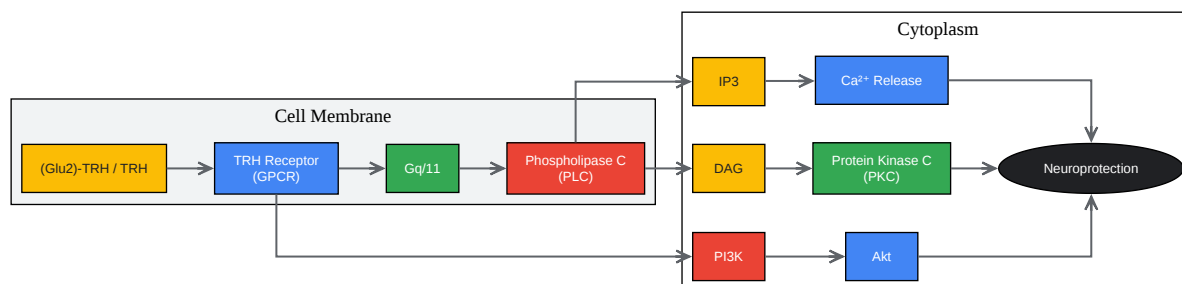 Cytoplasm
IP3
Ca²⁺ Release
Cell Membrane
(Glu2)-TRH / TRH
TRH Receptor
(GPCR)
Gq/11
Phospholipase C
(PLC)
DAG
Protein Kinase C
(PKC)
Neuroprotection
PI3K
Akt